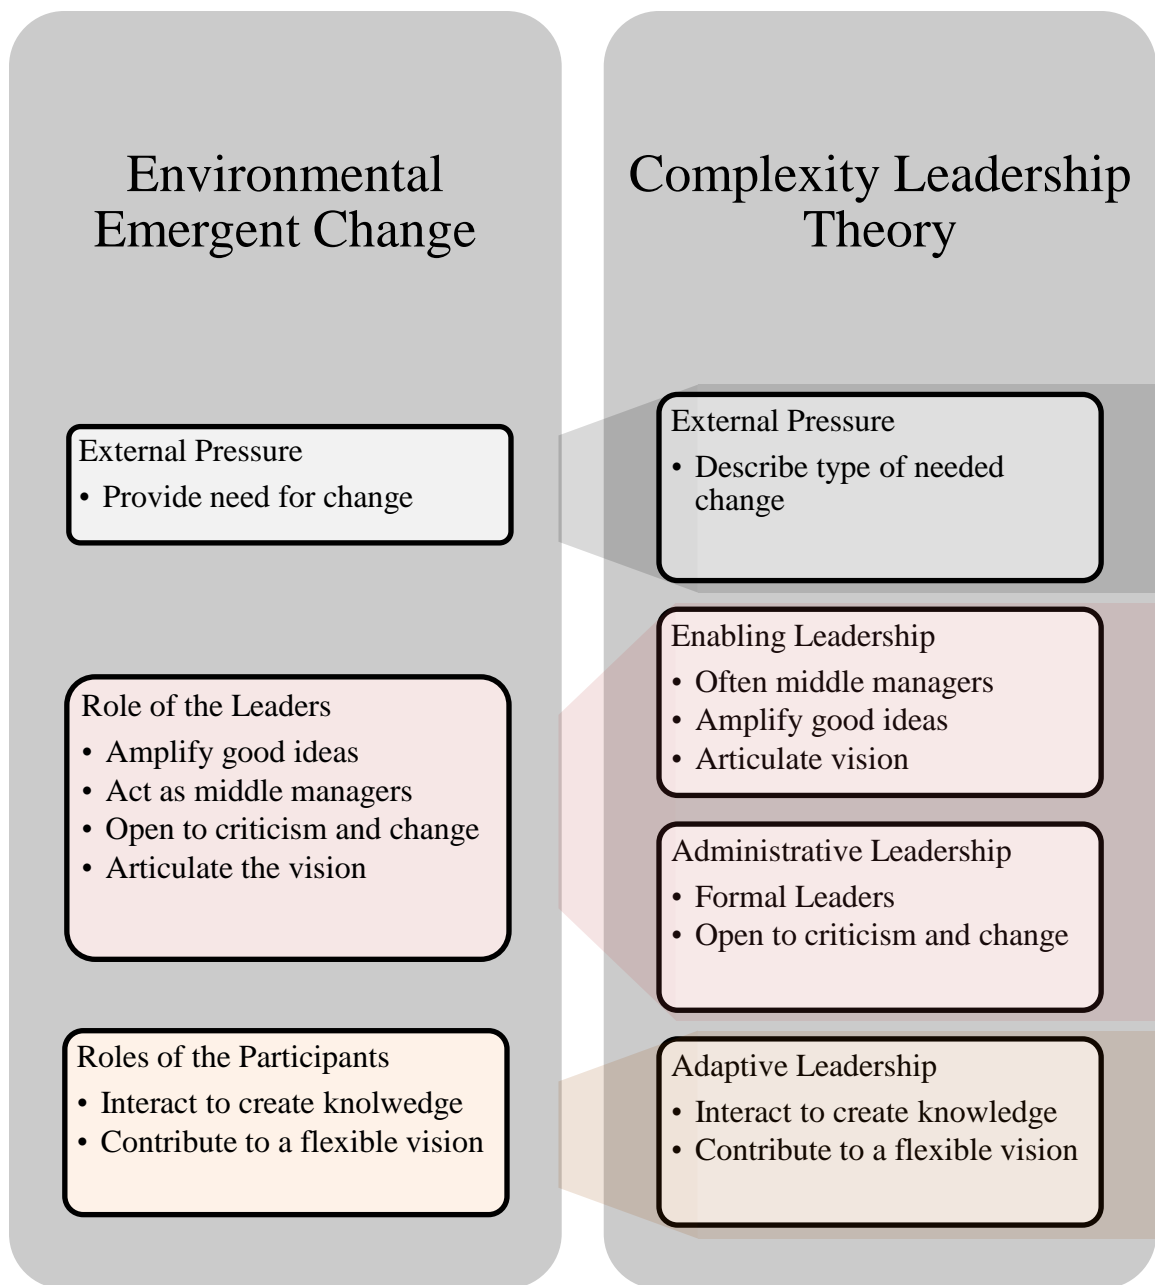 Environmental
Emergent Change
External Pressure
• Provide need for change
Role of the Leaders
• Amplify good ideas
• Act as middle managers
• Open to criticism and change
• Articulate the vision
Roles of the Participants
• Interact to create knolwedge
• Contribute to a flexible vision
Complexity Leadership
Theory
External Pressure
• Describe type of needed
change
Enabling Leadership
• Often middle managers
• Amplify good ideas
• Articulate vision
Administrative Leadership
• Formal Leaders
• Open to criticism and change
Adaptive Leadership
• Interact to create knowledge
• Contribute to a flexible vision